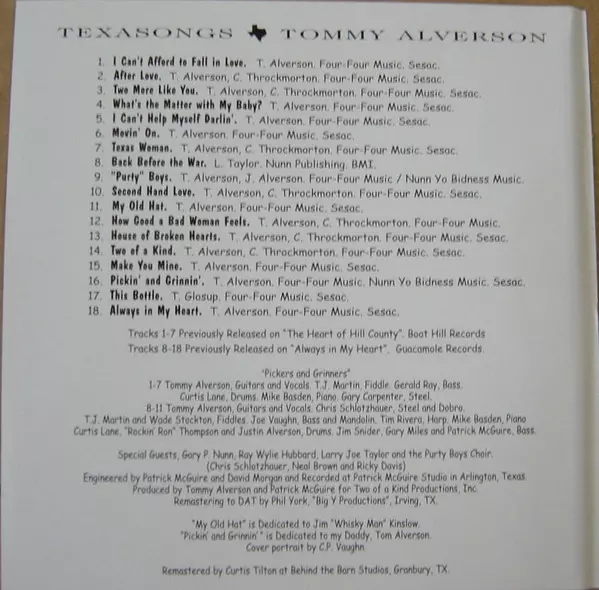 TEXASONGS TOMMY ALVERSON
1. I Can't Afford to Fall in Love. T. Alverson. Four-Four Music. Sesac.
2. After Love. T. Alverson, C. Throckmorton. Four-Four Music. Sesac.
3. Two More Like You. T. Alverson, C. Throckmorton. Four-Four Music. Sesac.
4. What's the Matter with My Baby? T. Alverson. Four-Four Music. Sesac.
5. I Can't Help Myself Darlin'. T. Alverson. Four-Four Music. Sesac.
6. Movin' On. T. Alverson. Four-Four Music. Sesac.
7. Texas Woman. T. Alverson, C. Throckmorton. Four-Four Music. Sesac.
8. Back Before the War. L. Taylor. Nunn Publishing. BMI.
9. "Purty" Boys. T. Alverson, J. Alverson. Four-Four Music / Nunn Yo Bidness Music.
10. Second Hand Love. T. Alverson, C. Throckmorton. Four-Four Music. Sesac.
11. My Old Hat. T. Alverson. Four-Four Music. Sesac.
12. How Good a Bad Woman Feels. T. Alverson, C. Throckmorton. Four-Four Music.
13. House of Broken Hearts. T. Alverson, C. Throckmorton. Four-Four Music. Sesac.
14. Two of a Kind. T. Alverson, C. Throckmorton. Four-Four Music. Sesac.
15. Make You Mine. T. Alverson. Four-Four Music. Sesac.
16. Pickin' and Grinnin'. T. Alverson. Four-Four Music. Nunn Yo Bidness Music. Sesac.
17. This Bottle. T. Glosup. Four-Four Music. Sesac.
18. Always in My Heart. T. Alverson. Four-Four Music. Sesac.
Tracks 1-7 Previously Released on "The Heart of Hill County". Boat Hill Records
Tracks 8-18 Previously Released on "Always in My Heart". Guacamole Records.
"Pickers and Grinners"
1-7 Tommy Alverson, Guitars and Vocals. T.J. Martin, Fiddle. Gerald Ray, Bass.
Curtis Lane, Drums. Mike Basden, Piano. Gary Carpenter, Steel.
8-11 Tommy Alverson, Guitars and Vocals. Chris Schlotzhauer, Steel and Dobro.
T.J. Martin and Wade Stockton, Fiddles. Joe Vaughn, Bass and Mandolin. Tim Rivera, Harp. Mike Basden, Piano
Curtis Lane, "Rockin' Ron" Thompson and Justin Alverson, Drums. Jim Snider, Gary Miles and Patrick McGuire, Bass.
Special Guests, Gary P. Nunn, Ray Wylie Hubbard, Larry Joe Taylor and the Purty Boys Choir.
(Chris Schlotzhauer, Neal Brown and Ricky Davis)
Engineered by Patrick McGuire and David Morgan and Recorded at Patrick McGuire Studio in Arlington, Texas.
Produced by Tommy Alverson and Patrick McGuire for Two of a Kind Productions, Inc.
Remastering to DAT by Phil York, "Big Y Productions", Irving, TX.
"My Old Hat" is Dedicated to Jim "Whisky Man" Kinslow.
"Pickin' and Grinnin' " is Dedicated to my Daddy, Tom Alverson.
Cover portrait by C.P. Vaughn.
Remastered by Curtis Tilton at Behind the Barn Studios, Granbury, TX.